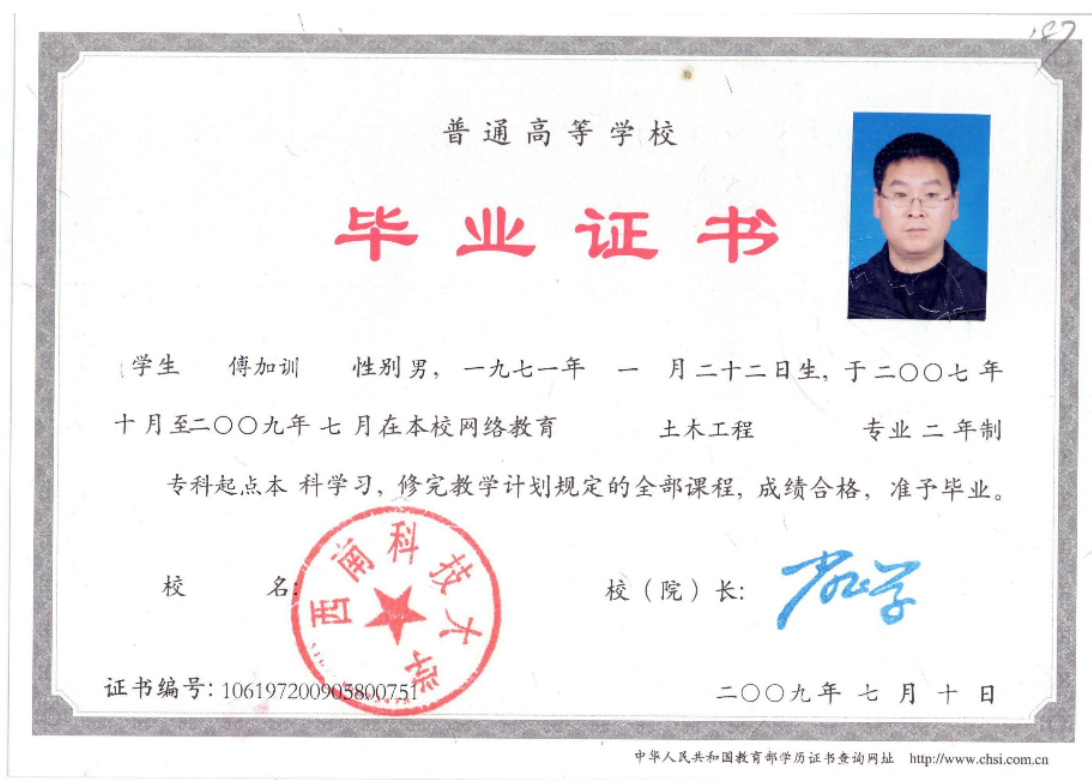 普通高等学校
毕业证书
学生 傅加训 性别男，一九七一年 一 月二十二日生，于二〇〇七年
十月至二〇〇九年七月在本校网络教育 土木工程 专业二年制
专科起点本科学习，修完教学计划规定的全部课程，成绩合格，准予毕业。
校 名：
西南科技大学
校（院）长：
证书编号：106197200905800751
二〇〇九年七月十日
中华人民共和国教育部学历证书查询网址 http://www.chsi.com.cn